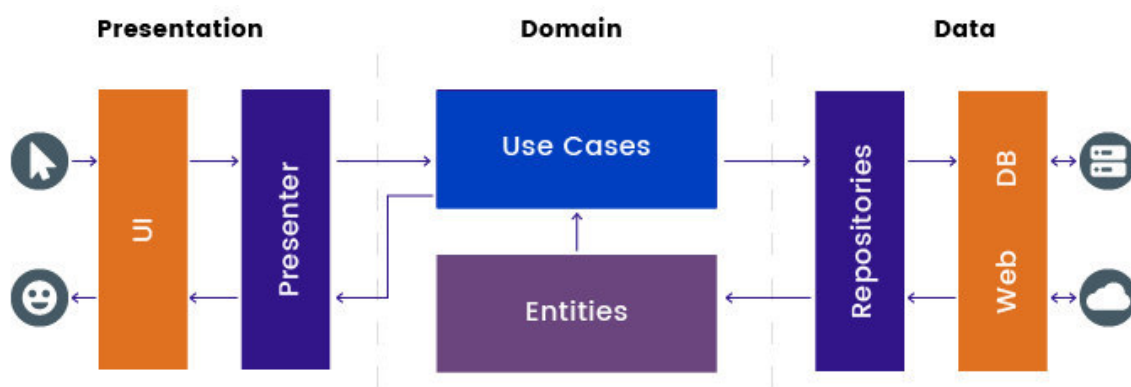 Presentation
Domain
Data
UI
Presenter
Use Cases
Entities
Repositories
DB
Web